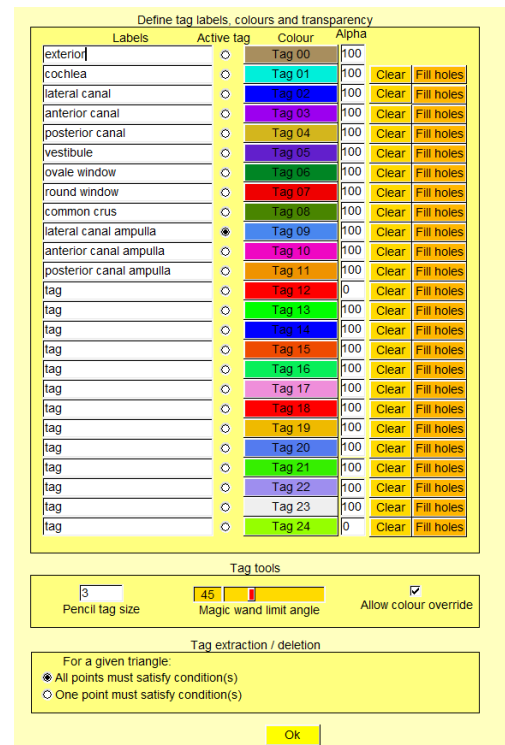 Define tag labels, colours and transparency
Labels Active tag Colour Alpha
exterior Tag 00 100
cochlea Tag 01 100 Clear Fill holes
lateral canal Tag 02 100 Clear Fill holes
anterior canal Tag 03 100 Clear Fill holes
posterior canal Tag 04 100 Clear Fill holes
vestibule Tag 05 100 Clear Fill holes
ovale window Tag 06 100 Clear Fill holes
round window Tag 07 100 Clear Fill holes
common crus Tag 08 100 Clear Fill holes
lateral canal ampulla Tag 09 100 Clear Fill holes
anterior canal ampulla Tag 10 100 Clear Fill holes
posterior canal ampulla Tag 11 100 Clear Fill holes
tag Tag 12 0 Clear Fill holes
tag Tag 13 100 Clear Fill holes
tag Tag 14 100 Clear Fill holes
tag Tag 15 100 Clear Fill holes
tag Tag 16 100 Clear Fill holes
tag Tag 17 100 Clear Fill holes
tag Tag 18 100 Clear Fill holes
tag Tag 19 100 Clear Fill holes
tag Tag 20 100 Clear Fill holes
tag Tag 21 100 Clear Fill holes
tag Tag 22 100 Clear Fill holes
tag Tag 23 100 Clear Fill holes
tag Tag 24 0 Clear Fill holes
Tag tools
3 45
Pencil tag size Magic wand limit angle Allow colour override
Tag extraction / deletion
For a given triangle:
All points must satisfy condition(s)
One point must satisfy condition(s)
Ok